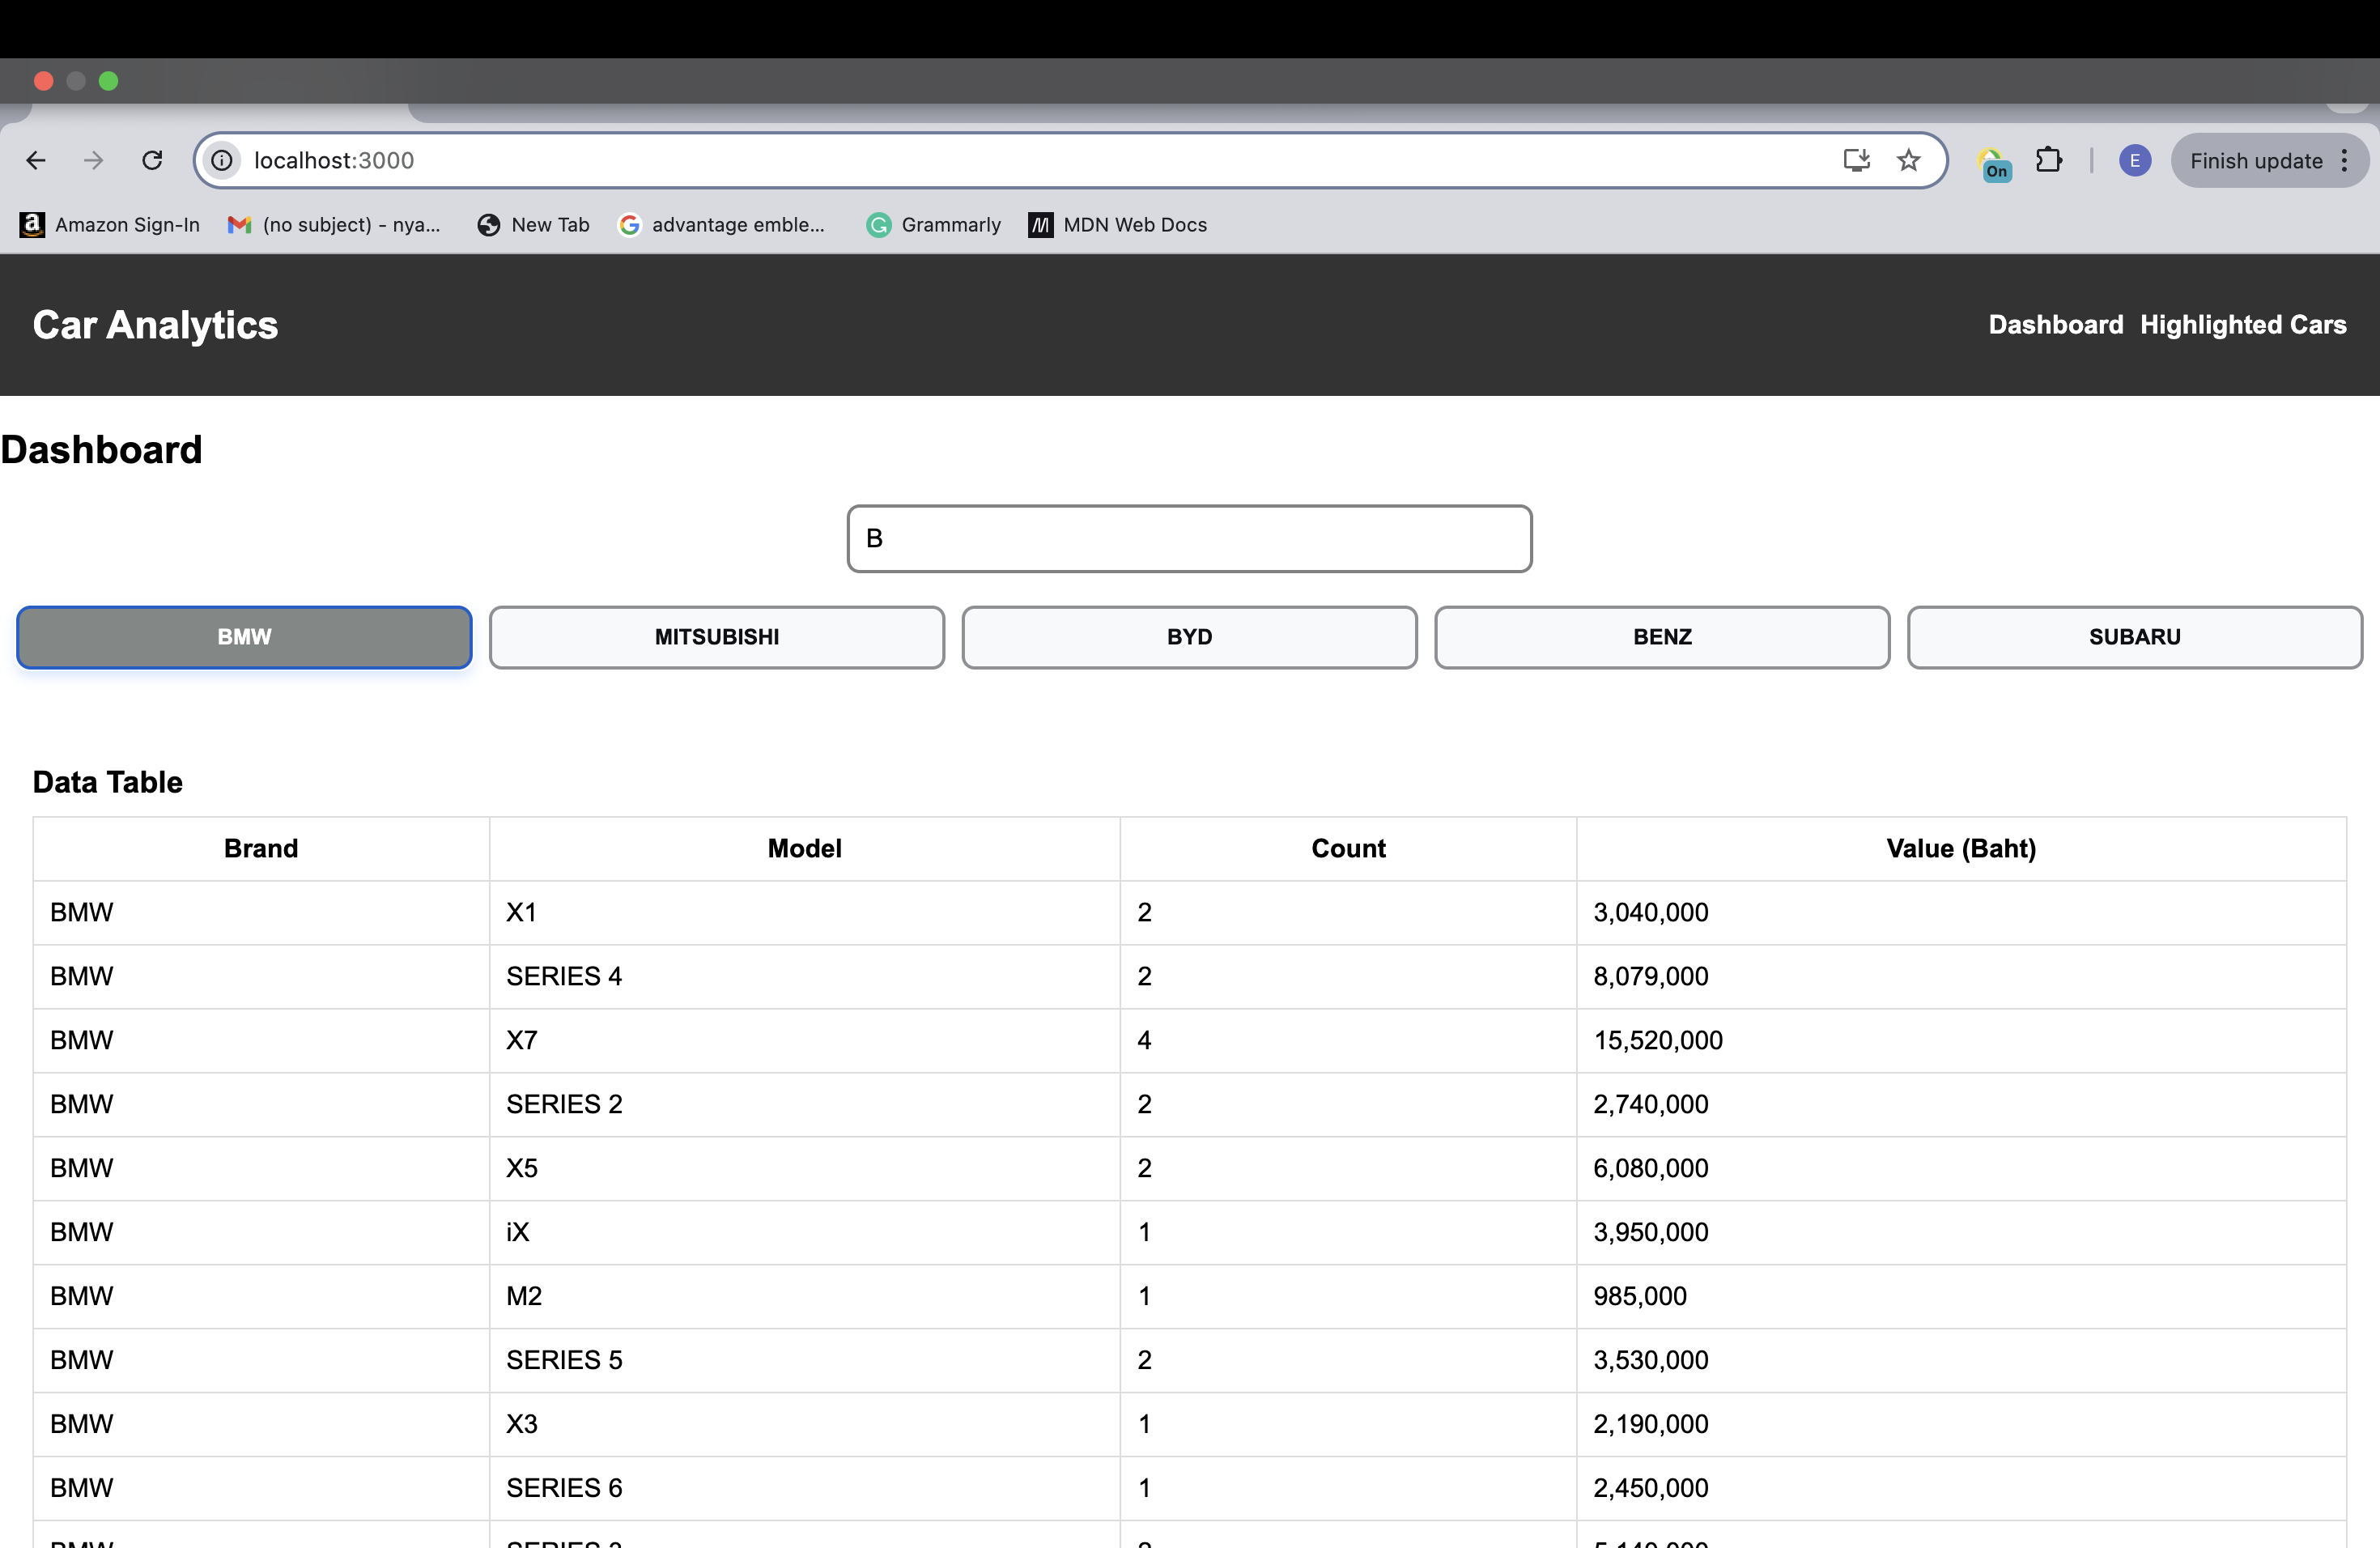 localhost:3000
On
E
Finish update
a Amazon Sign-In
(no subject) - nya...
New Tab
G advantage emble...
G Grammarly
M MDN Web Docs
Car Analytics
Dashboard Highlighted Cars
Dashboard
B
BMW MITSUBISHI BYD BENZ SUBARU
Data Table
Brand Model Count Value (Baht)
BMW X1 2 3,040,000
BMW SERIES 4 2 8,079,000
BMW X7 4 15,520,000
BMW SERIES 2 2 2,740,000
BMW X5 2 6,080,000
BMW iX 1 3,950,000
BMW M2 1 985,000
BMW SERIES 5 2 3,530,000
BMW X3 1 2,190,000
BMW SERIES 6 1 2,450,000
BMW